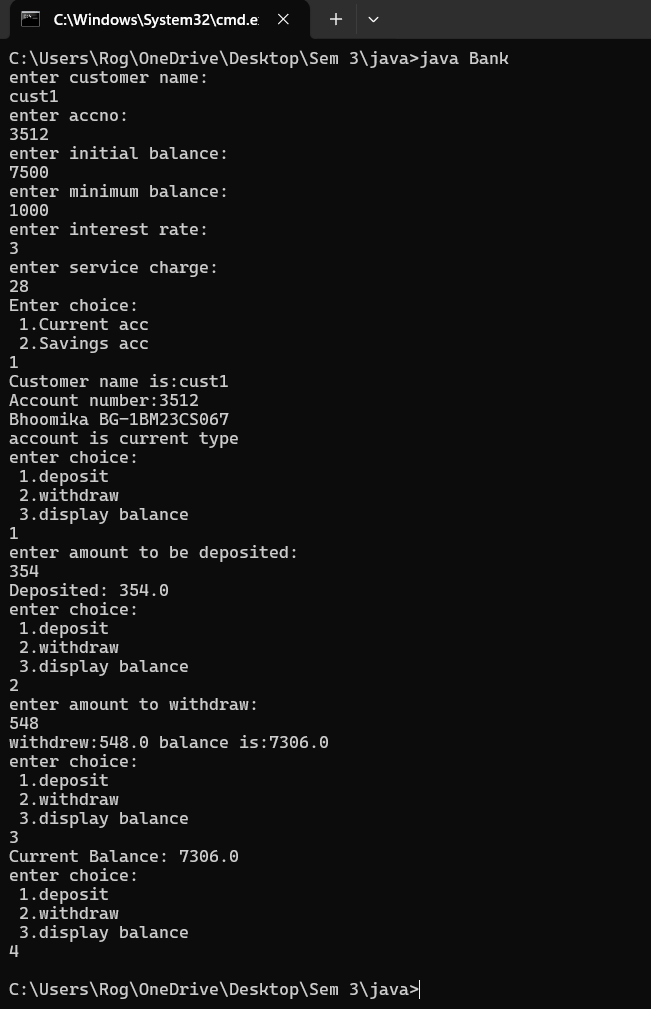 C:\Windows\System32\cmd.e
C:\Users\Rog\OneDrive\Desktop\Sem 3\java>java Bank
enter customer name:
cust1
enter accno:
3512
enter initial balance:
7500
enter minimum balance:
1000
enter interest rate:
3
enter service charge:
28
Enter choice:
 1.Current acc
 2.Savings acc
1
Customer name is:cust1
Account number:3512
Bhoomika BG-1BM23CS067
account is current type
enter choice:
 1.deposit
 2.withdraw
 3.display balance
1
enter amount to be deposited:
354
Deposited: 354.0
enter choice:
 1.deposit
 2.withdraw
 3.display balance
2
enter amount to withdraw:
548
withdrew:548.0 balance is:7306.0
enter choice:
 1.deposit
 2.withdraw
 3.display balance
3
Current Balance: 7306.0
enter choice:
 1.deposit
 2.withdraw
 3.display balance
4
C:\Users\Rog\OneDrive\Desktop\Sem 3\java>